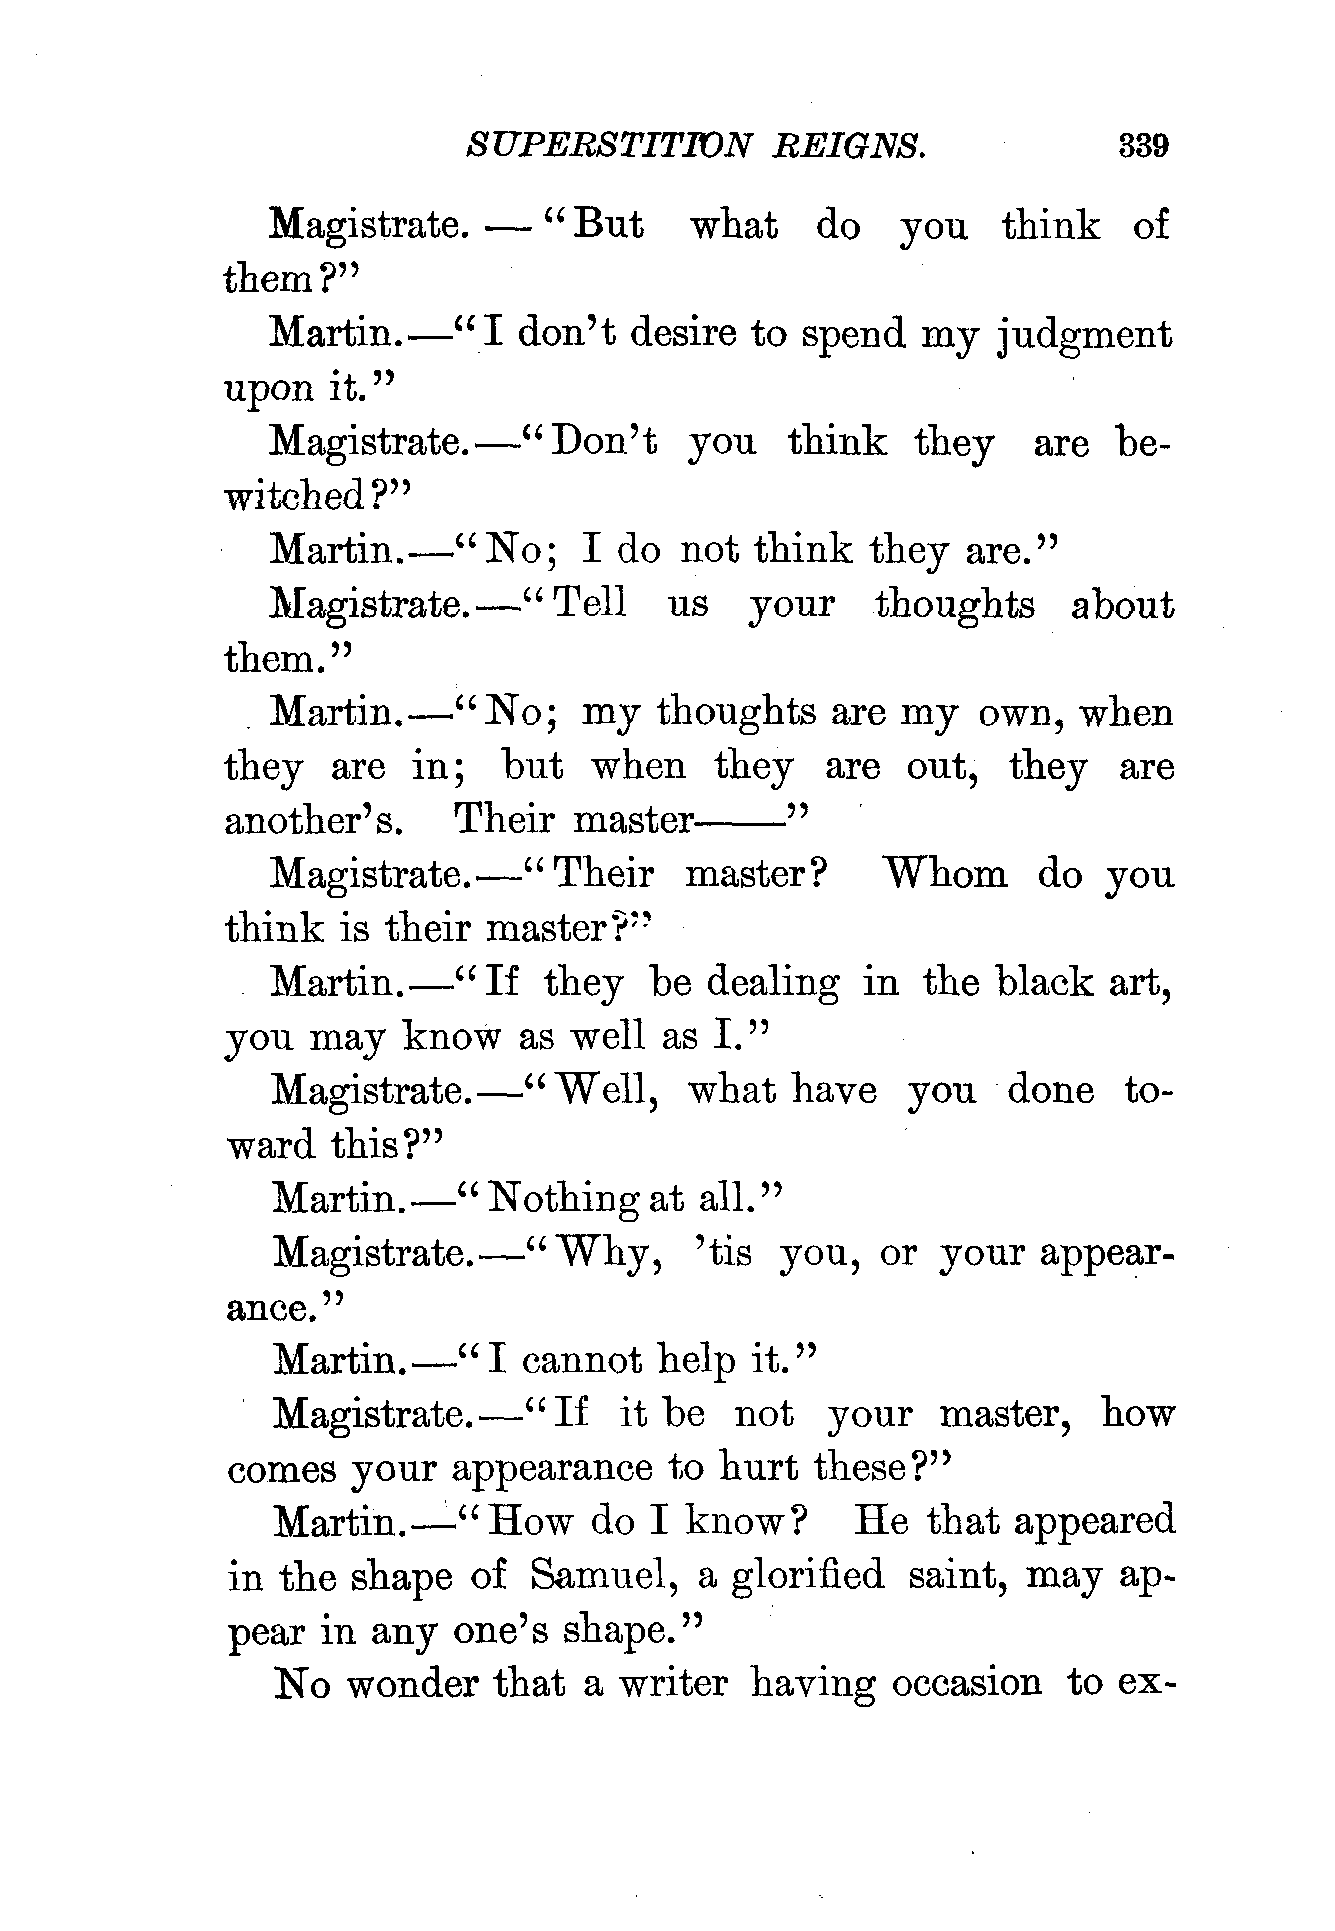 SUPERSTITION REIGNS. 339
Magistrate. — "But what do you think of
them?"
Martin.—"I don't desire to spend my judgment
upon it."
Magistrate.—"Don't you think they are be-
witched?"
Martin.—"No; I do not think they are."
Magistrate.—"Tell us your thoughts about
them."
Martin.—"No; my thoughts are my own, when
they are in; but when they are out, they are
another's. Their master——"
Magistrate.—"Their master? Whom do you
think is their master?"
Martin.—"If they be dealing in the black art,
you may know as well as I."
Magistrate.—"Well, what have you done to-
ward this?"
Martin.—"Nothing at all."
Magistrate.—"Why, 'tis you, or your appear-
ance."
Martin.—"I cannot help it."
Magistrate.—"If it be not your master, how
comes your appearance to hurt these?"
Martin.—"How do I know? He that appeared
in the shape of Samuel, a glorified saint, may ap-
pear in any one's shape."
No wonder that a writer having occasion to ex-